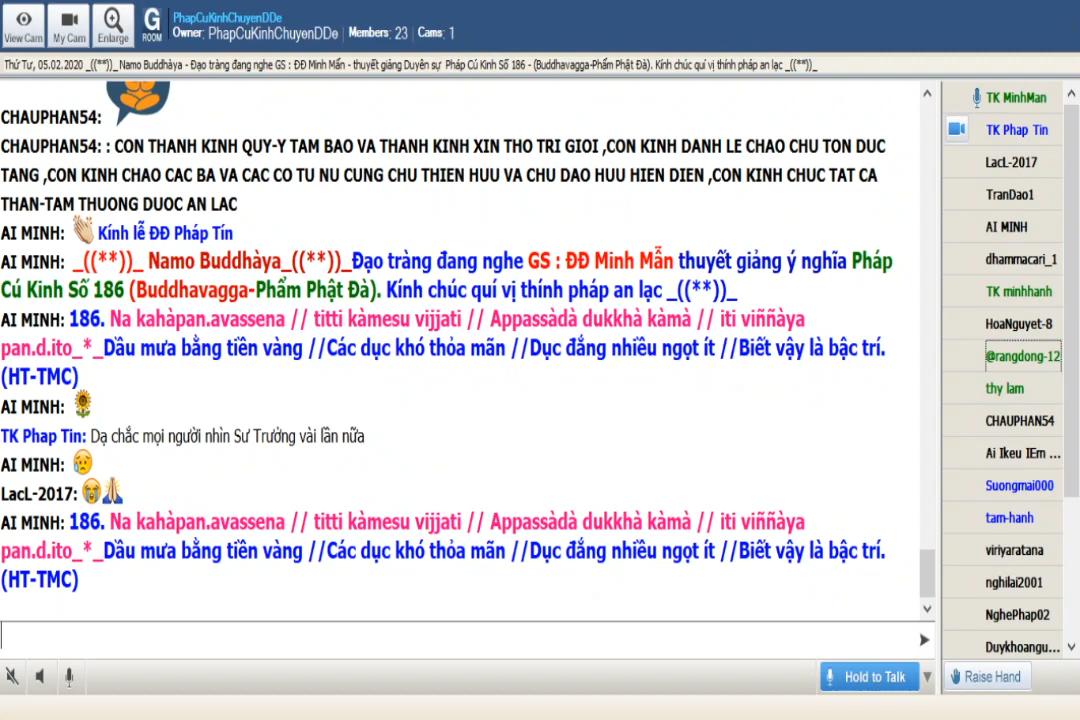 PhapCuKinhChuyenDDe
View Cam My Cam Enlarge G ROOM Owner: PhapCuKinhChuyenDDe Members: 23 Cams: 1
Thứ Tư, 05.02.2020 _((**))_ Namo Buddhàya - Đạo tràng đang nghe GS : ĐĐ Minh Mẫn - thuyết giảng Duyên sự Pháp Cú Kinh Số 186 - (Buddhavagga-Phẩm Phật Đà). Kính chúc quí vị thính pháp an lạc _((**))_
CHAUPHAN54:
CHAUPHAN54: : CON THANH KINH QUY-Y TAM BAO VA THANH KINH XIN THO TRI GIOI ,CON KINH DANH LE CHAO CHU TON DUC
TANG ,CON KINH CHAO CAC BA VA CAC CO TU NU CUNG CHU THIEN HUU VA CHU DAO HUU HIEN DIEN ,CON KINH CHUC TAT CA
THAN-TAM THUONG DUOC AN LAC
AI MINH: Kính lễ ĐĐ Pháp Tín
AI MINH: _((**))_ Namo Buddhàya_((**))_Đạo tràng đang nghe GS : ĐĐ Minh Mẫn thuyết giảng ý nghĩa Pháp
Cú Kinh Số 186 (Buddhavagga-Phẩm Phật Đà). Kính chúc quí vị thính pháp an lạc _((**))_
AI MINH: 186. Na kahàpan.avassena // titti kàmesu vijjati // Appassàdà dukkhà kàmà // iti viññàya
pan.d.ito_*_Dầu mưa bằng tiền vàng //Các dục khó thỏa mãn //Dục đắng nhiều ngọt ít //Biết vậy là bậc trí.
(HT-TMC)
AI MINH:
TK Phap Tin: Dạ chắc mọi người nhìn Sư Trưởng vài lần nữa
AI MINH:
LacL-2017:
AI MINH: 186. Na kahàpan.avassena // titti kàmesu vijjati // Appassàdà dukkhà kàmà // iti viññàya
pan.d.ito_*_Dầu mưa bằng tiền vàng //Các dục khó thỏa mãn //Dục đắng nhiều ngọt ít //Biết vậy là bậc trí.
(HT-TMC)
Hold to Talk
TK MinhMan
TK Phap Tin
LacL-2017
TranDao1
AI MINH
dhammacari_1
TK minhhanh
HoaNguyet-8
@rangdong-12
thy lam
CHAUPHAN54
Ai Ikeu IEm ...
Suongmai000
tam-hanh
viriyaratana
nghilai2001
NghePhap02
Duykhoangu...
Raise Hand